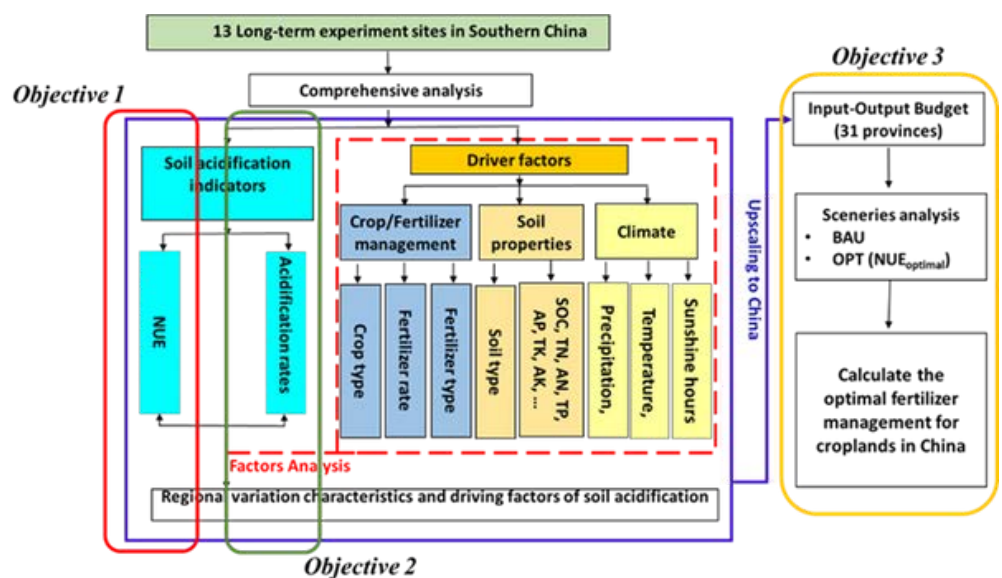 13 Long-term experiment sites in Southern China
Objective 3
Objective 1
Comprehensive analysis
Input-Output Budget
(31 provinces)
Soil acidification
indicators
Driver factors
Crop/Fertilizer
management
Soil
properties
Climate
Upscaling to China
Sceneries analysis
• BAU
• OPT (NUEoptimal)
NUE
Acidification rates
Crop type
Fertilizer rate
Fertilizer type
Soil type
SOC, TN, AN, TP,
AP, TK, AK, ...
Precipitation,
Temperature,
Sunshine hours
Calculate the
optimal fertilizer
management for
croplands in China
Factors Analysis
Regional variation characteristics and driving factors of soil acidification
Objective 2